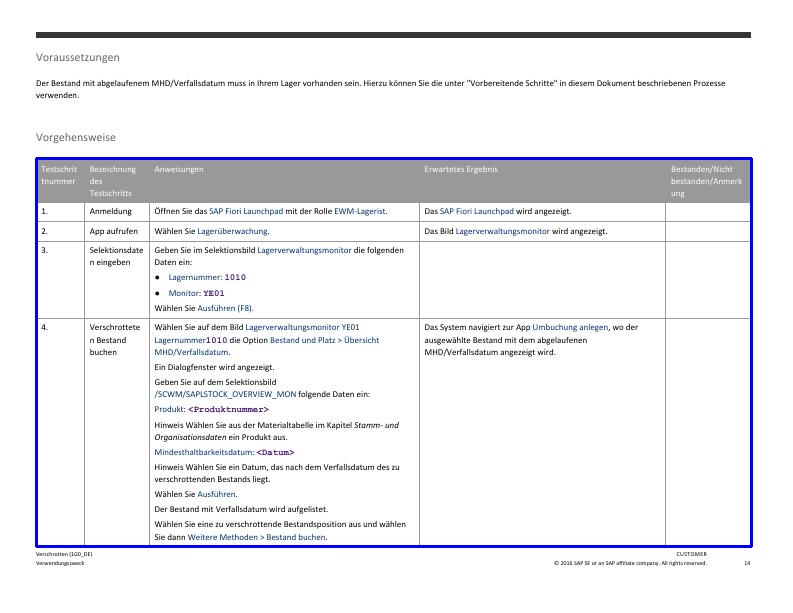 Voraussetzungen
Der Bestand mit abgelaufenem MHD/Verfallsdatum muss in Ihrem Lager vorhanden sein. Hierzu können Sie die unter "Vorbereitende Schritte" in diesem Dokument beschriebenen Prozesse
verwenden.
Vorgehensweise
Testschrit
tnummer
Bezeichnung
des
Testschritts
Anweisungen
Erwartetes Ergebnis
Bestanden/Nicht
bestanden/Anmerk
ung
1.
Anmeldung
Öffnen Sie das SAP Fiori Launchpad mit der Rolle EWM-Lagerist.
Das SAP Fiori Launchpad wird angezeigt.
2.
App aufrufen
Wählen Sie Lagerüberwachung.
Das Bild Lagerverwaltungsmonitor wird angezeigt.
3.
Selektionsdate
n eingeben
Geben Sie im Selektionsbild Lagerverwaltungsmonitor die folgenden
Daten ein:
● Lagernummer: 1010
● Monitor: YE01
Wählen Sie Ausführen (F8).
4.
Verschrottete
n Bestand
buchen
Wählen Sie auf dem Bild Lagerverwaltungsmonitor YE01
Lagernummer1010 die Option Bestand und Platz > Übersicht
MHD/Verfallsdatum.
Ein Dialogfenster wird angezeigt.
Geben Sie auf dem Selektionsbild
/SCWM/SAPLSTOCK_OVERVIEW_MON folgende Daten ein:
Produkt: <Produktnummer>
Hinweis Wählen Sie aus der Materialtabelle im Kapitel Stamm- und
Organisationsdaten ein Produkt aus.
Mindesthaltbarkeitsdatum: <Datum>
Hinweis Wählen Sie ein Datum, das nach dem Verfallsdatum des zu
verschrottenden Bestands liegt.
Wählen Sie Ausführen.
Der Bestand mit Verfallsdatum wird aufgelistet.
Wählen Sie eine zu verschrottende Bestandsposition aus und wählen
Sie dann Weitere Methoden > Bestand buchen.
Das System navigiert zur App Umbuchung anlegen, wo der
ausgewählte Bestand mit dem abgelaufenen
MHD/Verfallsdatum angezeigt wird.
Verschrotten (1G0_DE)
Verwendungszweck
CUSTOMER
© 2016 SAP SE or an SAP affiliate company. All rights reserved.
14